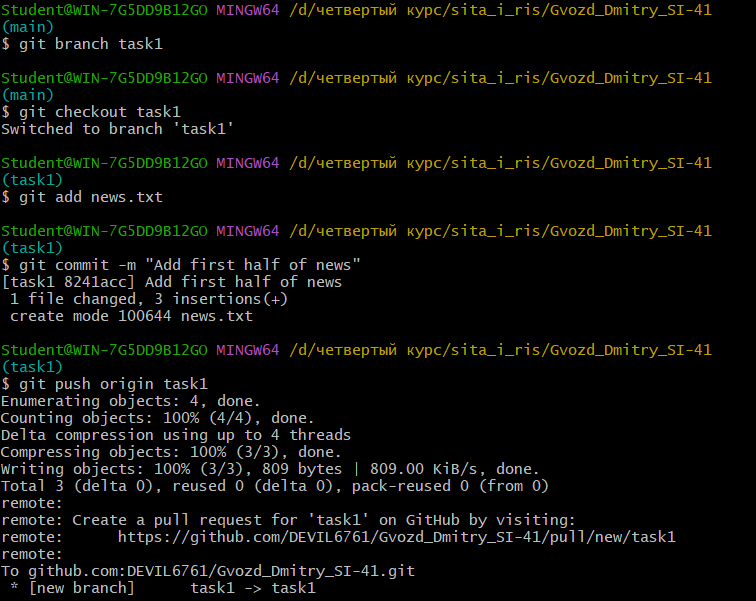 Student@WIN-7G5DD9B12GO MINGW64 /d/четвертый курс/sita_i_ris/Gvozd_Dmitry_SI-41
(main)
$ git branch task1
Student@WIN-7G5DD9B12GO MINGW64 /d/четвертый курс/sita_i_ris/Gvozd_Dmitry_SI-41
(main)
$ git checkout task1
Switched to branch 'task1'
Student@WIN-7G5DD9B12GO MINGW64 /d/четвертый курс/sita_i_ris/Gvozd_Dmitry_SI-41
(task1)
$ git add news.txt
Student@WIN-7G5DD9B12GO MINGW64 /d/четвертый курс/sita_i_ris/Gvozd_Dmitry_SI-41
(task1)
$ git commit -m "Add first half of news"
[task1 8241acc] Add first half of news
 1 file changed, 3 insertions(+)
 create mode 100644 news.txt
Student@WIN-7G5DD9B12GO MINGW64 /d/четвертый курс/sita_i_ris/Gvozd_Dmitry_SI-41
(task1)
$ git push origin task1
Enumerating objects: 4, done.
Counting objects: 100% (4/4), done.
Delta compression using up to 4 threads
Compressing objects: 100% (3/3), done.
Writing objects: 100% (3/3), 809 bytes | 809.00 KiB/s, done.
Total 3 (delta 0), reused 0 (delta 0), pack-reused 0 (from 0)
remote:
remote: Create a pull request for 'task1' on GitHub by visiting:
remote:      https://github.com/DEVIL6761/Gvozd_Dmitry_SI-41/pull/new/task1
remote:
To github.com:DEVIL6761/Gvozd_Dmitry_SI-41.git
 * [new branch]      task1 -> task1